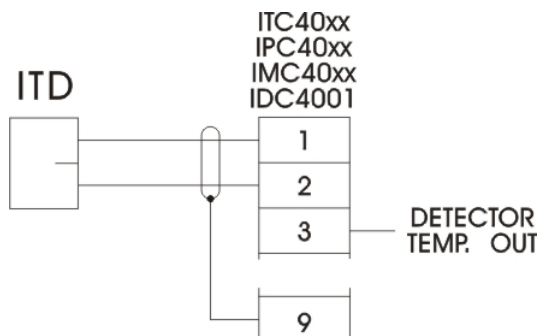 ITC40xx
IPC40xx
IMC40xx
IDC4001
ITD
1
2
3
DETECTOR
TEMP. OUT
9